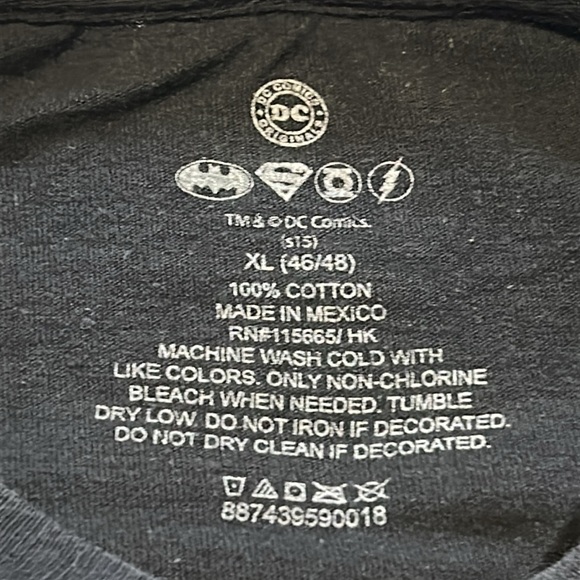 DC COMICS
DC
ORIGINALS
TM & © DC Comics.
(s15)
XL (46/48)
100% COTTON
MADE IN MEXICO
RN#115665/ HK
MACHINE WASH COLD WITH
LIKE COLORS. ONLY NON-CHLORINE
BLEACH WHEN NEEDED. TUMBLE
DRY LOW. DO NOT IRON IF DECORATED.
DO NOT DRY CLEAN IF DECORATED.
887439590018